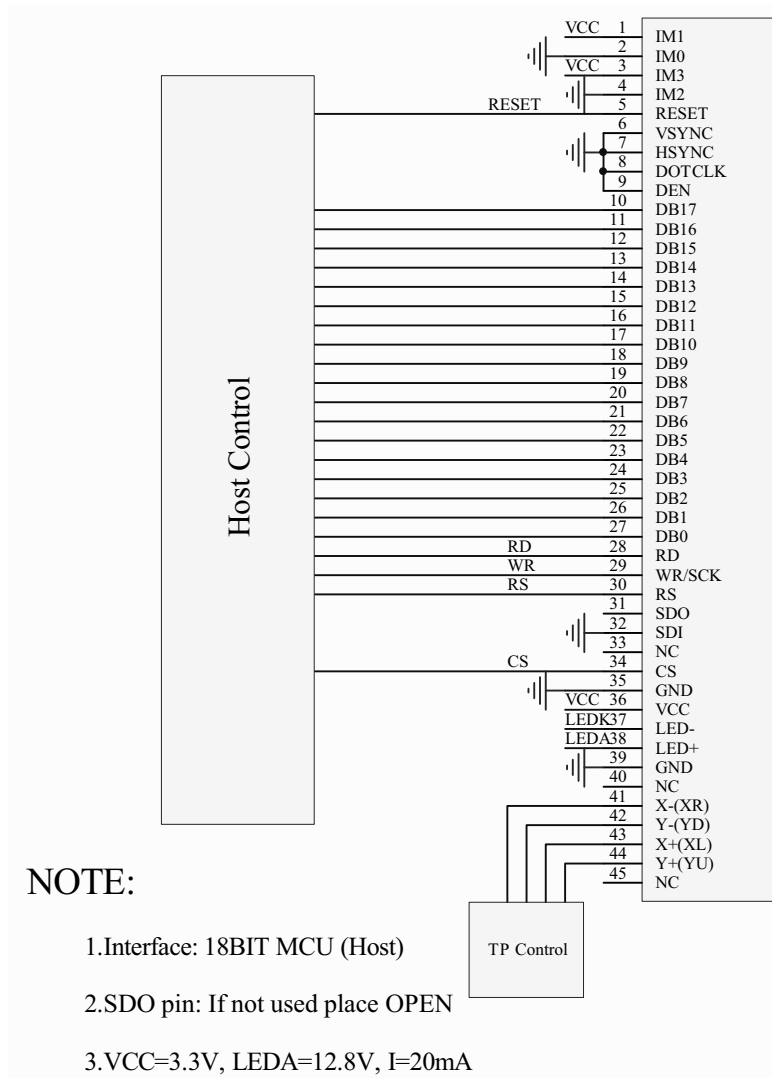 VCC 1 IM1
2 IM0
VCC 3 IM3
4 IM2
RESET 5 RESET
6 VSYNC
7 HSYNC
8 DOTCLK
9 DEN
10 DB17
11 DB16
12 DB15
13 DB14
14 DB13
15 DB12
16 DB11
17 DB10
18 DB9
19 DB8
20 DB7
21 DB6
22 DB5
23 DB4
24 DB3
25 DB2
26 DB1
27 DB0
RD 28 RD
WR 29 WR/SCK
RS 30 RS
31 SDO
32 SDI
33 NC
CS 34 CS
35 GND
VCC 36 VCC
LEDK 37 LED-
LEDA 38 LED+
39 GND
40 NC
41 X-(XR)
42 Y-(YD)
43 X+(XL)
44 Y+(YU)
45 NC
Host Control
TP Control
NOTE:
1.Interface: 18BIT MCU (Host)
2.SDO pin: If not used place OPEN
3.VCC=3.3V, LEDA=12.8V, I=20mA